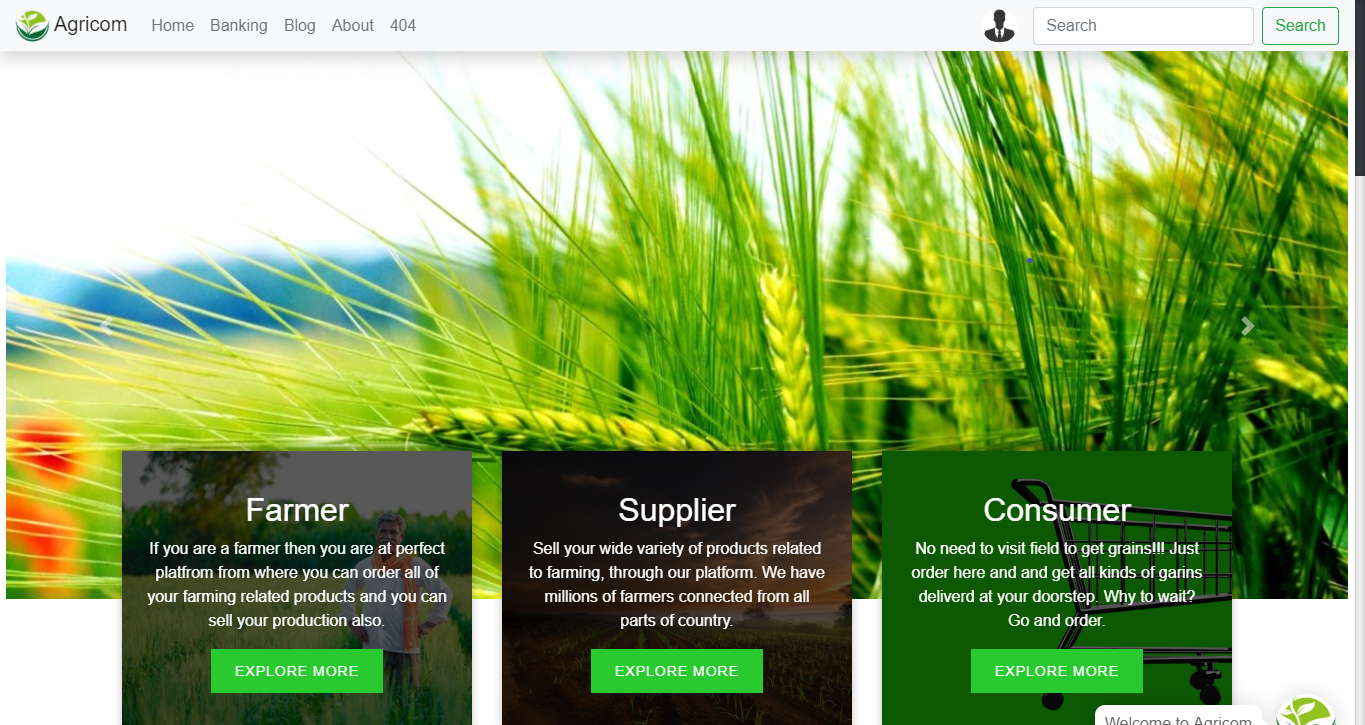 Agricom Home Banking Blog About 404 Search Search
Farmer
If you are a farmer then you are at perfect
platfrom from where you can order all of
your farming related products and you can
sell your production also.
EXPLORE MORE
Supplier
Sell your wide variety of products related
to farming, through our platform. We have
millions of farmers connected from all
parts of country.
EXPLORE MORE
Consumer
No need to visit field to get grains!!! Just
order here and and get all kinds of garins
deliverd at your doorstep. Why to wait?
Go and order.
EXPLORE MORE
Welcome to Agricom